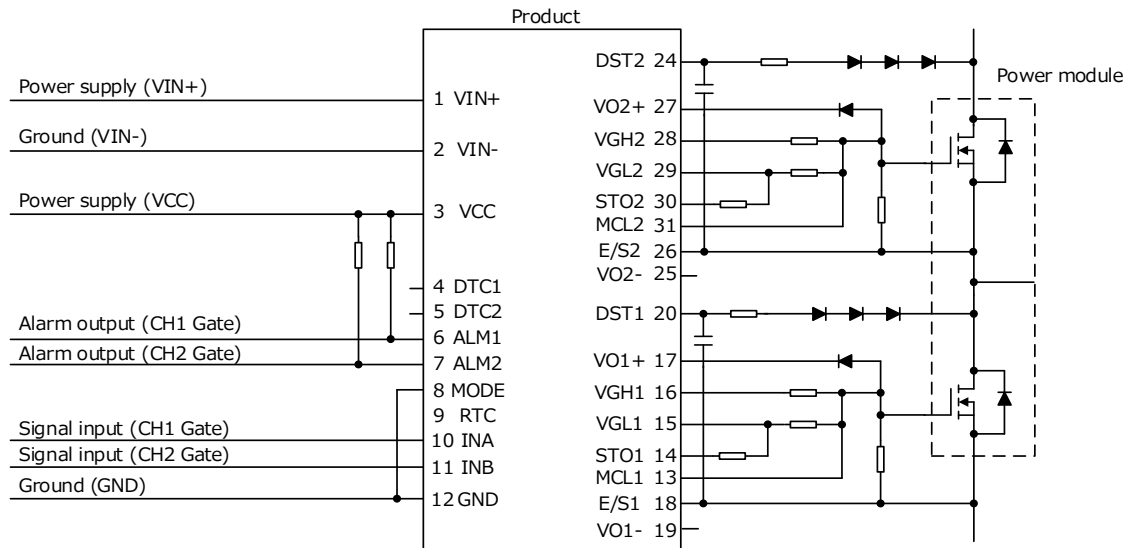 Product
Power supply (VIN+)
1 VIN+
Ground (VIN-)
2 VIN-
Power supply (VCC)
3 VCC
4 DTC1
5 DTC2
Alarm output (CH1 Gate)
6 ALM1
Alarm output (CH2 Gate)
7 ALM2
8 MODE
9 RTC
Signal input (CH1 Gate)
10 INA
Signal input (CH2 Gate)
11 INB
Ground (GND)
12 GND
DST2 24
VO2+ 27
VGH2 28
VGL2 29
STO2 30
MCL2 31
E/S2 26
VO2- 25
DST1 20
VO1+ 17
VGH1 16
VGL1 15
STO1 14
MCL1 13
E/S1 18
VO1- 19
Power module